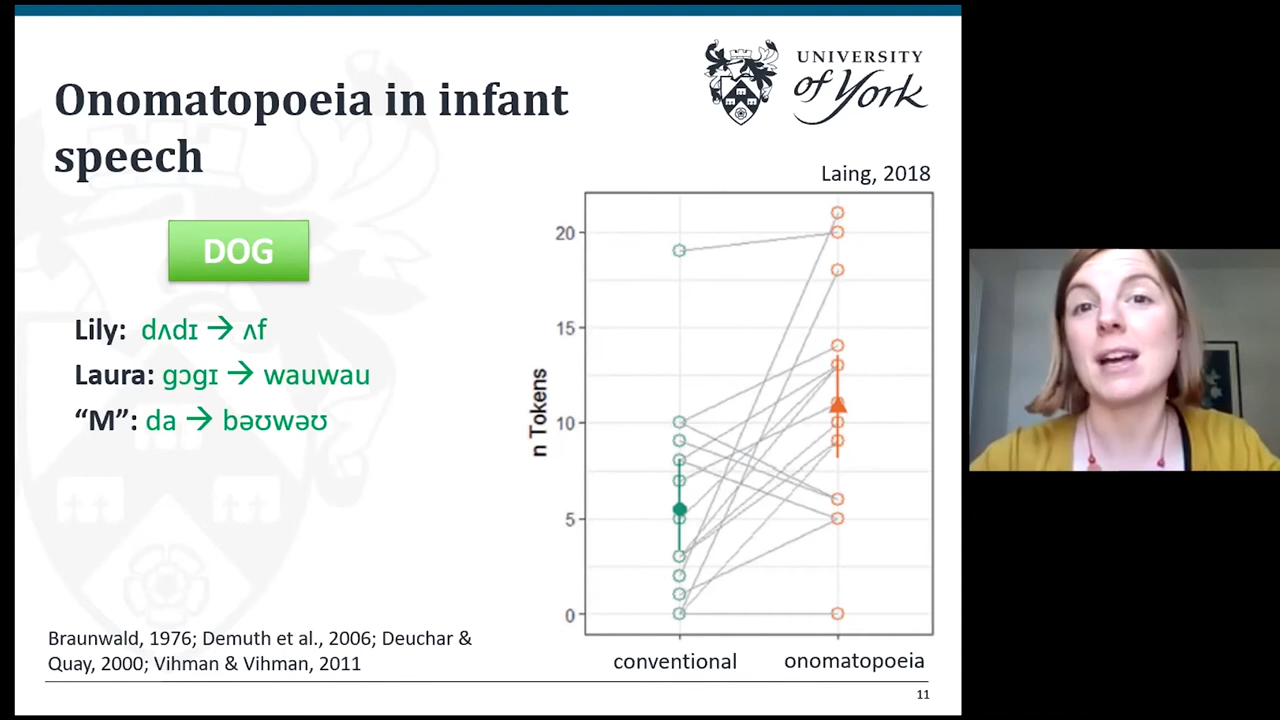 Onomatopoeia in infant
speech
UNIVERSITY
of York
Laing, 2018
DOG
Lily: dʌdɪ → ʌf
Laura: gɔgɪ → wauwau
“M”: da → bəʊwəʊ
n Tokens
20
15
10
5
0
conventional
onomatopoeia
Braunwald, 1976; Demuth et al., 2006; Deuchar &
Quay, 2000; Vihman & Vihman, 2011
11